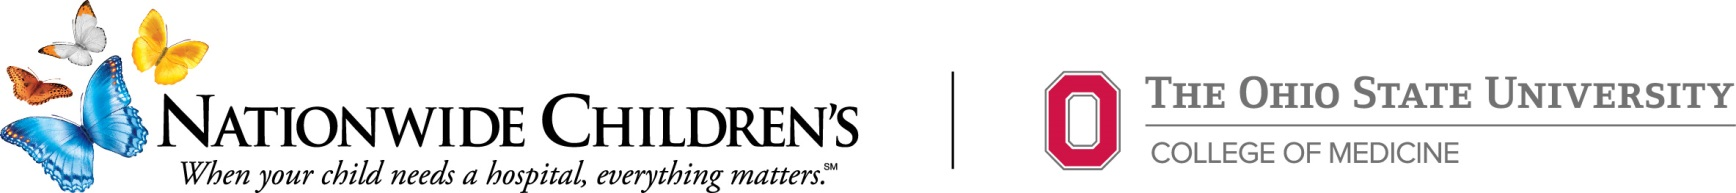 NATIONWIDE CHILDREN'S
When your child needs a hospital, everything matters.℠
THE OHIO STATE UNIVERSITY
COLLEGE OF MEDICINE